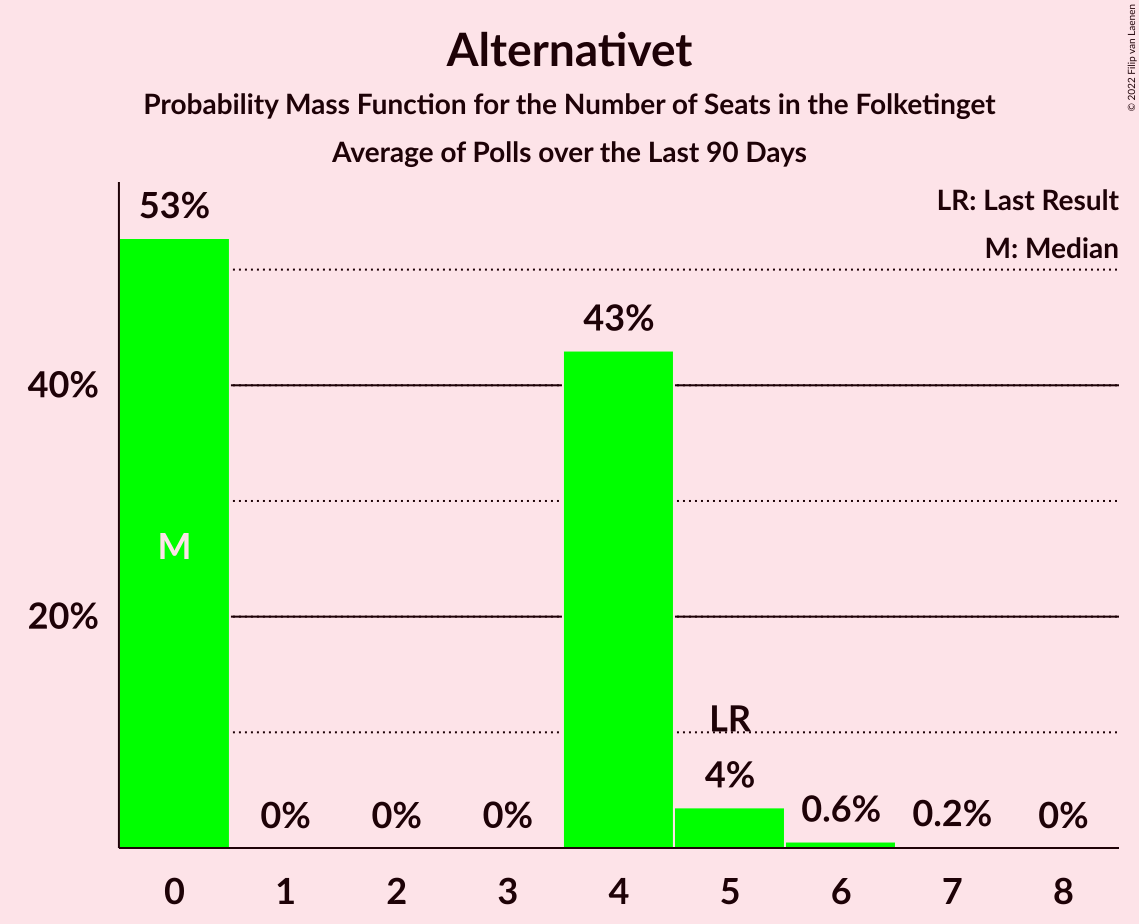 Alternativet
Probability Mass Function for the Number of Seats in the Folketinget
Average of Polls over the Last 90 Days
© 2022 Filip van Laenen
LR: Last Result
M: Median
53%
43%
40%
M
20%
LR
4%
0%
0%
0%
0.6%
0.2%
0%
0 1 2 3 4 5 6 7 8